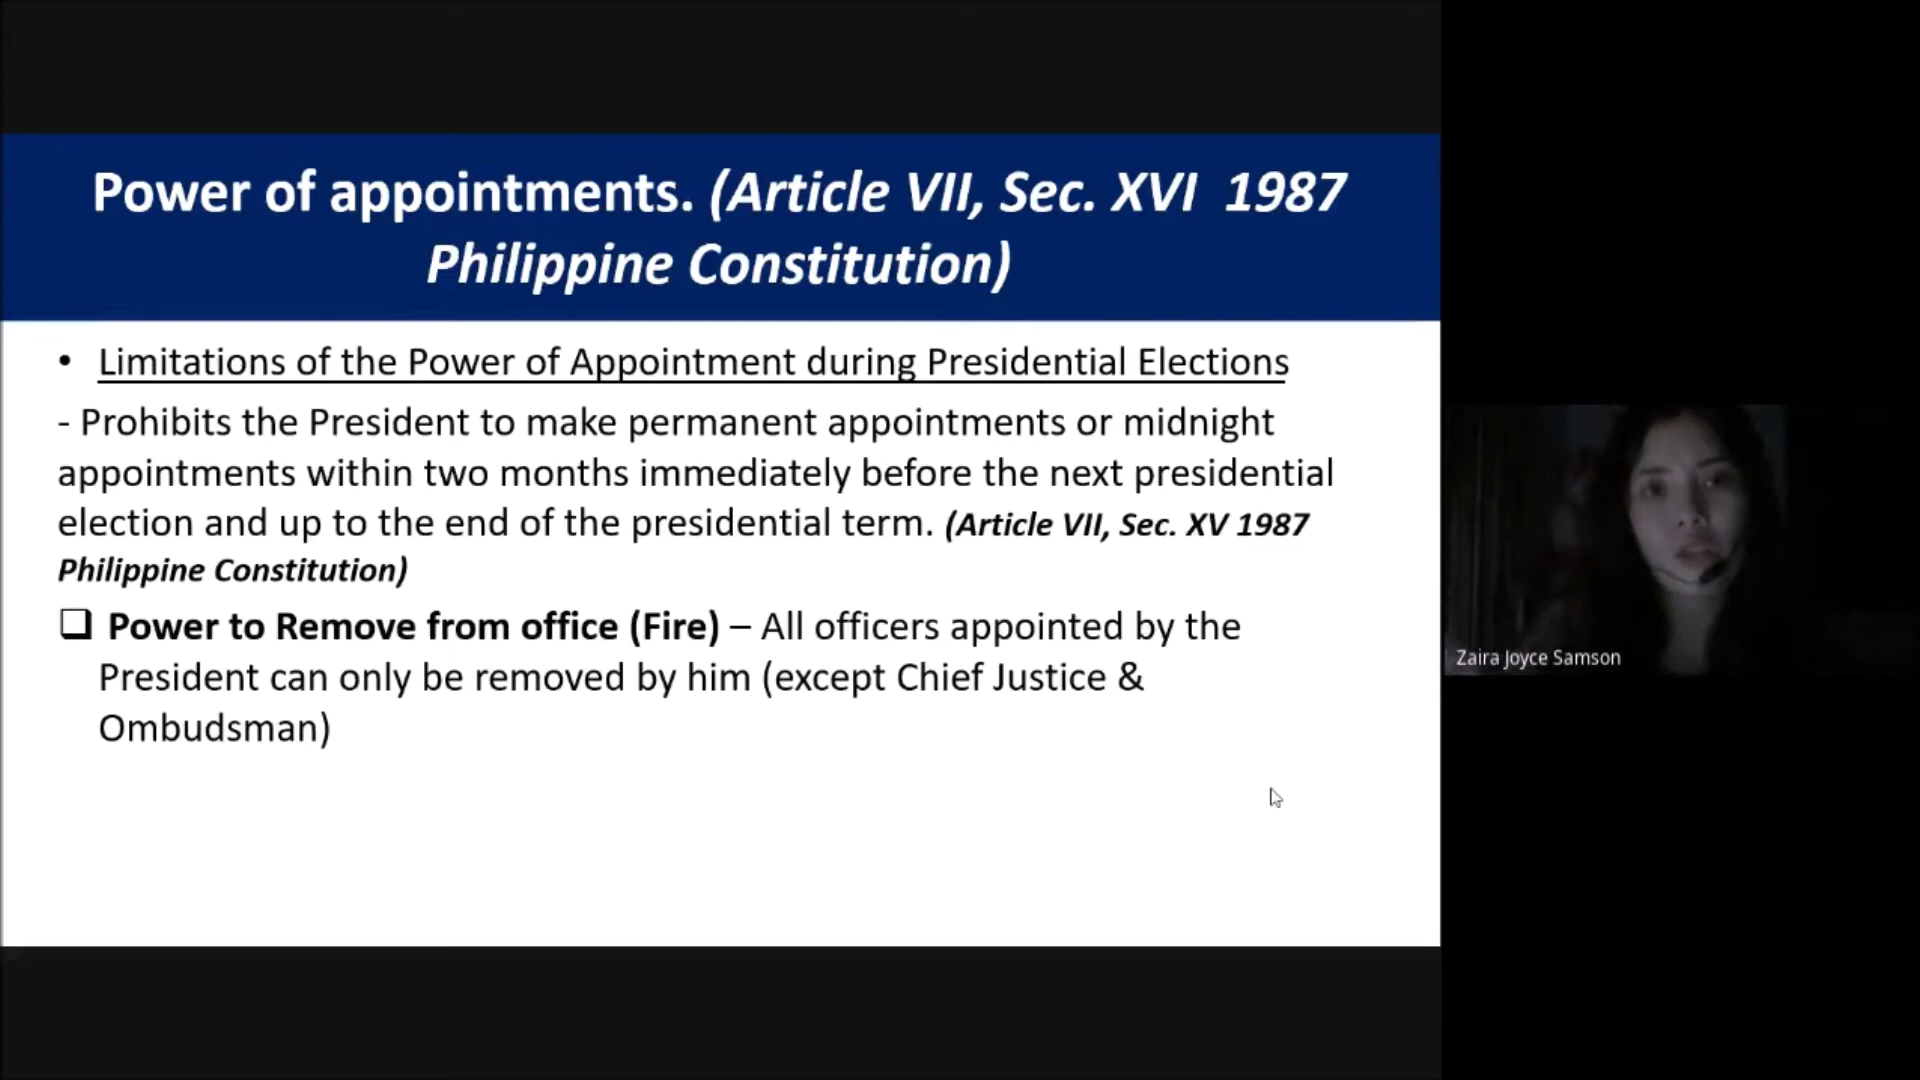 Power of appointments. (Article VII, Sec. XVI 1987
Philippine Constitution)
• Limitations of the Power of Appointment during Presidential Elections
- Prohibits the President to make permanent appointments or midnight
appointments within two months immediately before the next presidential
election and up to the end of the presidential term. (Article VII, Sec. XV 1987
Philippine Constitution)
❑ Power to Remove from office (Fire) – All officers appointed by the
President can only be removed by him (except Chief Justice &
Ombudsman)
Zaira Joyce Samson